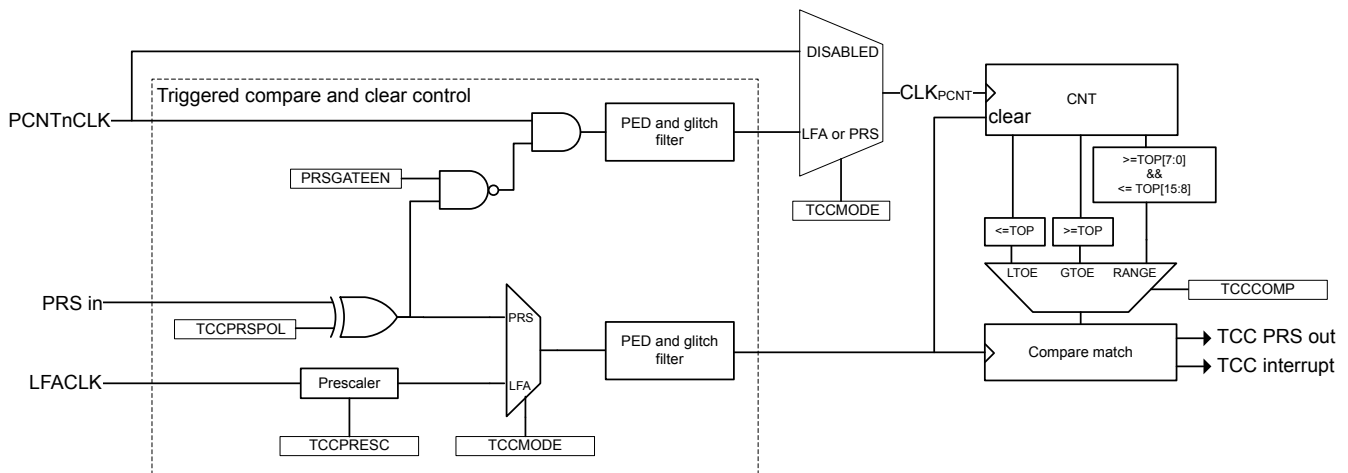 DISABLED
Triggered compare and clear control
PCNTnCLK
CLKPCNT
CNT
clear
PED and glitch
filter
LFA or PRS
>=TOP[7:0]
&&
<= TOP[15:8]
PRSGATEEN
TCCMODE
<=TOP
>=TOP
LTOE
GTOE
RANGE
PRS in
TCCPRSPOL
PRS
TCCCOMP
PED and glitch
filter
Compare match
TCC PRS out
TCC interrupt
LFACLK
Prescaler
LFA
TCCPRESC
TCCMODE